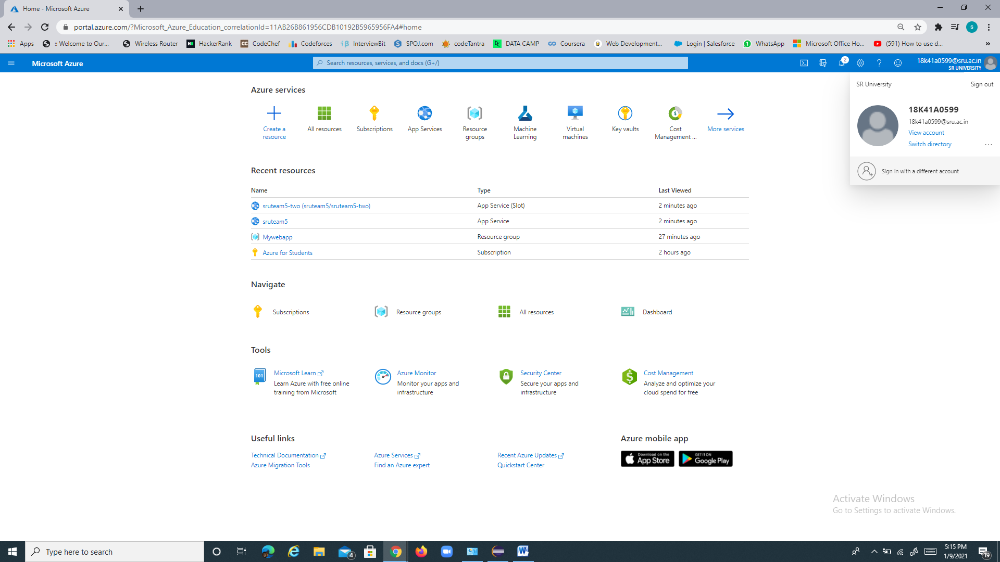 Home - Microsoft Azure
portal.azure.com/?Microsoft_Azure_Education_correlationId=11AB26B861956CDB10192B5965956FA4#home
S
Apps
:: Welcome to Our...
Wireless Router
HackerRank
CodeChef
Codeforces
InterviewBit
SPOJ.com
codeTantra
DATA CAMP
Coursera
Web Development...
Login | Salesforce
WhatsApp
Microsoft Office Ho...
(591) How to use d...
»
Microsoft Azure
Search resources, services, and docs (G+/)
2
18k41a0599@sru.ac.in
SR UNIVERSITY
SR University
Sign out
18K41A0599
18k41a0599@sru.ac.in
View account
Switch directory
...
Sign in with a different account
Azure services
Create a
resource
All resources
Subscriptions
App Services
Resource
groups
Machine
Learning
Virtual
machines
Key vaults
Cost
Management ...
More services
Recent resources
Name Type Last Viewed
sruteam5-two (sruteam5/sruteam5-two) App Service (Slot) 2 minutes ago
sruteam5 App Service 2 minutes ago
Mywebapp Resource group 27 minutes ago
Azure for Students Subscription 2 hours ago
Navigate
Subscriptions
Resource groups
All resources
Dashboard
Tools
101
Microsoft Learn
Learn Azure with free online
training from Microsoft
Azure Monitor
Monitor your apps and
infrastructure
Security Center
Secure your apps and
infrastructure
Cost Management
Analyze and optimize your
cloud spend for free
Useful links
Technical Documentation
Azure Migration Tools
Azure Services
Find an Azure expert
Recent Azure Updates
Quickstart Center
Azure mobile app
Download on the
App Store
GET IT ON
Google Play
Activate Windows
Go to Settings to activate Windows.
Type here to search
4
5:15 PM
1/9/2021
19